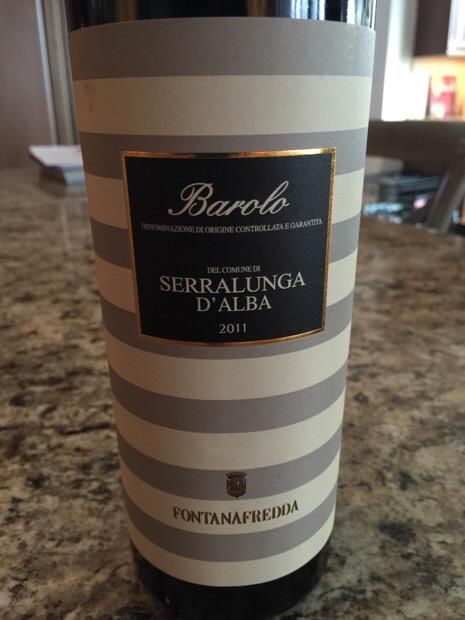 Barolo
DENOMINAZIONE DI ORIGINE CONTROLLATA E GARANTITA
DEL COMUNE DI
SERRALUNGA
D'ALBA
2011
FONTANAFREDDA